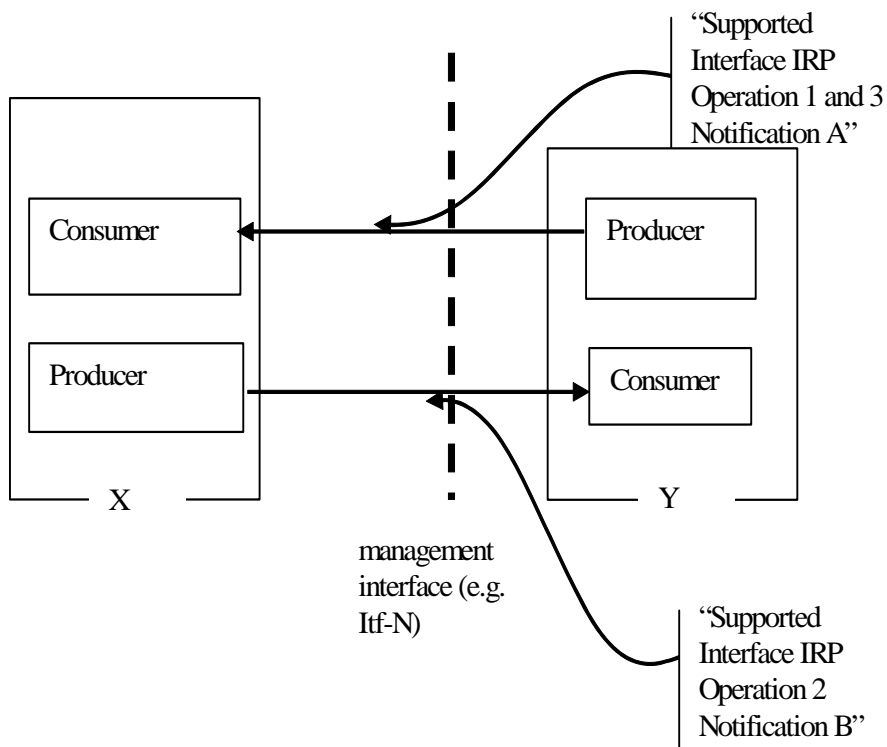 “Supported
Interface IRP
Operation 1 and 3
Notification A”
Consumer
Producer
Producer
Consumer
X
Y
management
interface (e.g.
Itf-N)
“Supported
Interface IRP
Operation 2
Notification B”